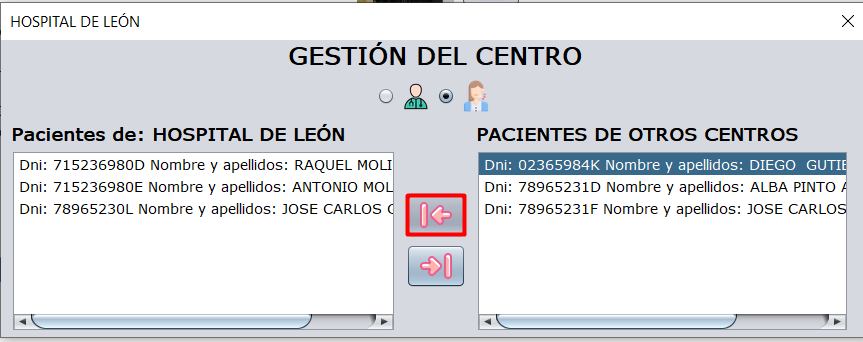 HOSPITAL DE LEÓN
GESTIÓN DEL CENTRO
Pacientes de: HOSPITAL DE LEÓN
Dni: 715236980D Nombre y apellidos: RAQUEL MOLI
Dni: 715236980E Nombre y apellidos: ANTONIO MOL
Dni: 78965230L Nombre y apellidos: JOSE CARLOS
PACIENTES DE OTROS CENTROS
Dni: 02365984K Nombre y apellidos: DIEGO GUTIE
Dni: 78965231D Nombre y apellidos: ALBA PINTO
Dni: 78965231F Nombre y apellidos: JOSE CARLOS